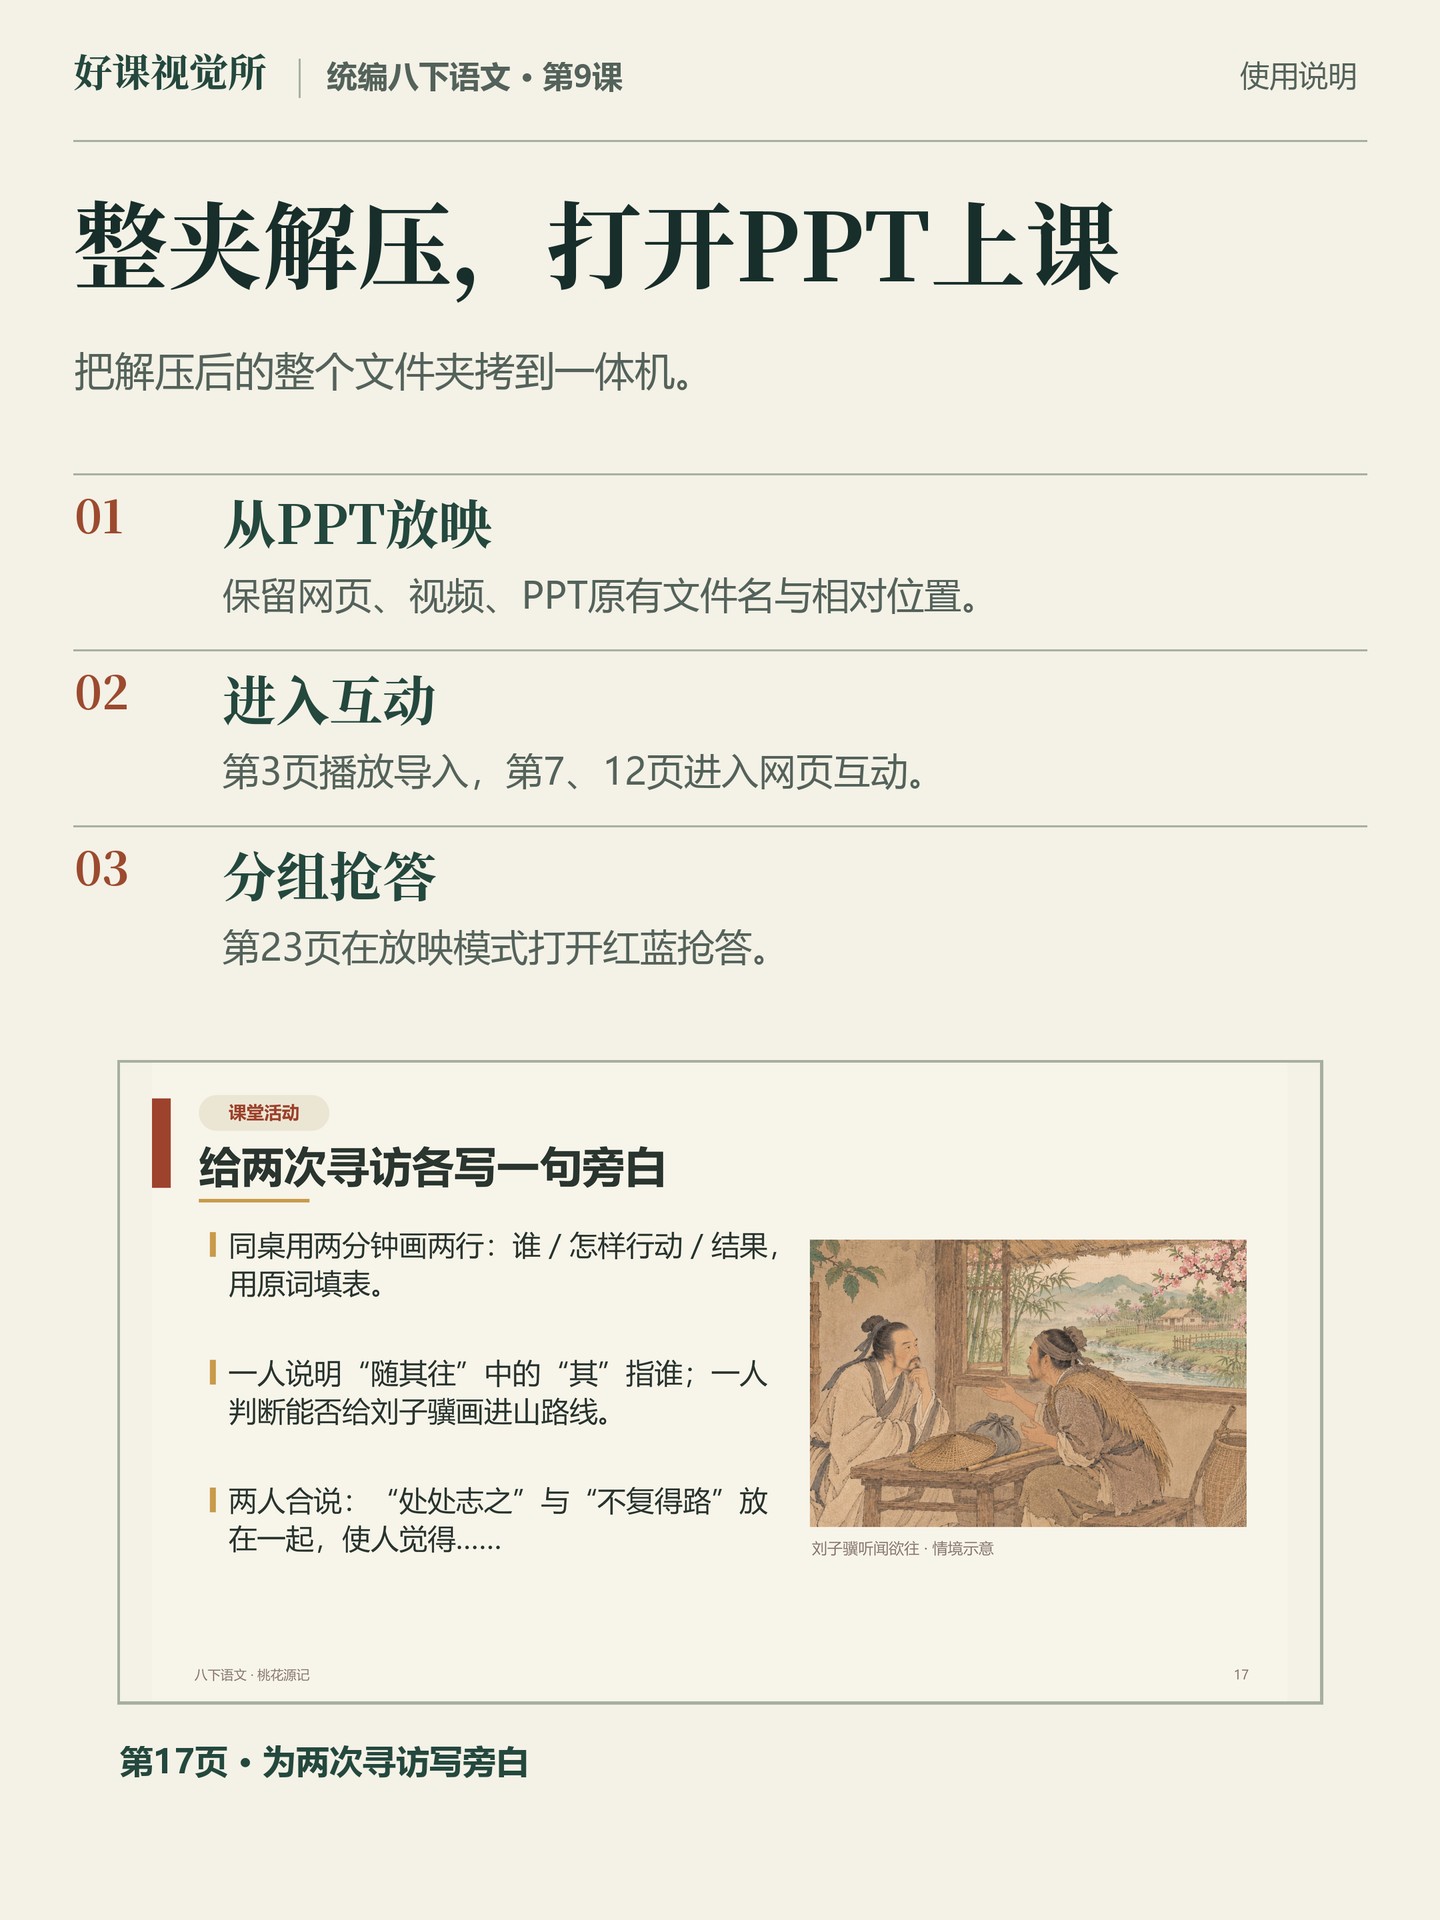 好课视觉所
统编八下语文·第9课
使用说明
整夹解压，打开PPT上课
把解压后的整个文件夹拷到一体机。
01
从PPT放映
保留网页、视频、PPT原有文件名与相对位置。
02
进入互动
第3页播放导入，第7、12页进入网页互动。
03
分组抢答
第23页在放映模式打开红蓝抢答。
课堂活动
给两次寻访各写一句旁白
同桌用两分钟画两行：谁 / 怎样行动 / 结果，
用原词填表。
一人说明“随其往”中的“其”指谁；一人
判断能否给刘子骥画进山路线。
两人合说：“处处志之”与“不复得路”放
在一起，使人觉得……
刘子骥听闻欲往 · 情境示意
八下语文 · 桃花源记
17
第17页·为两次寻访写旁白